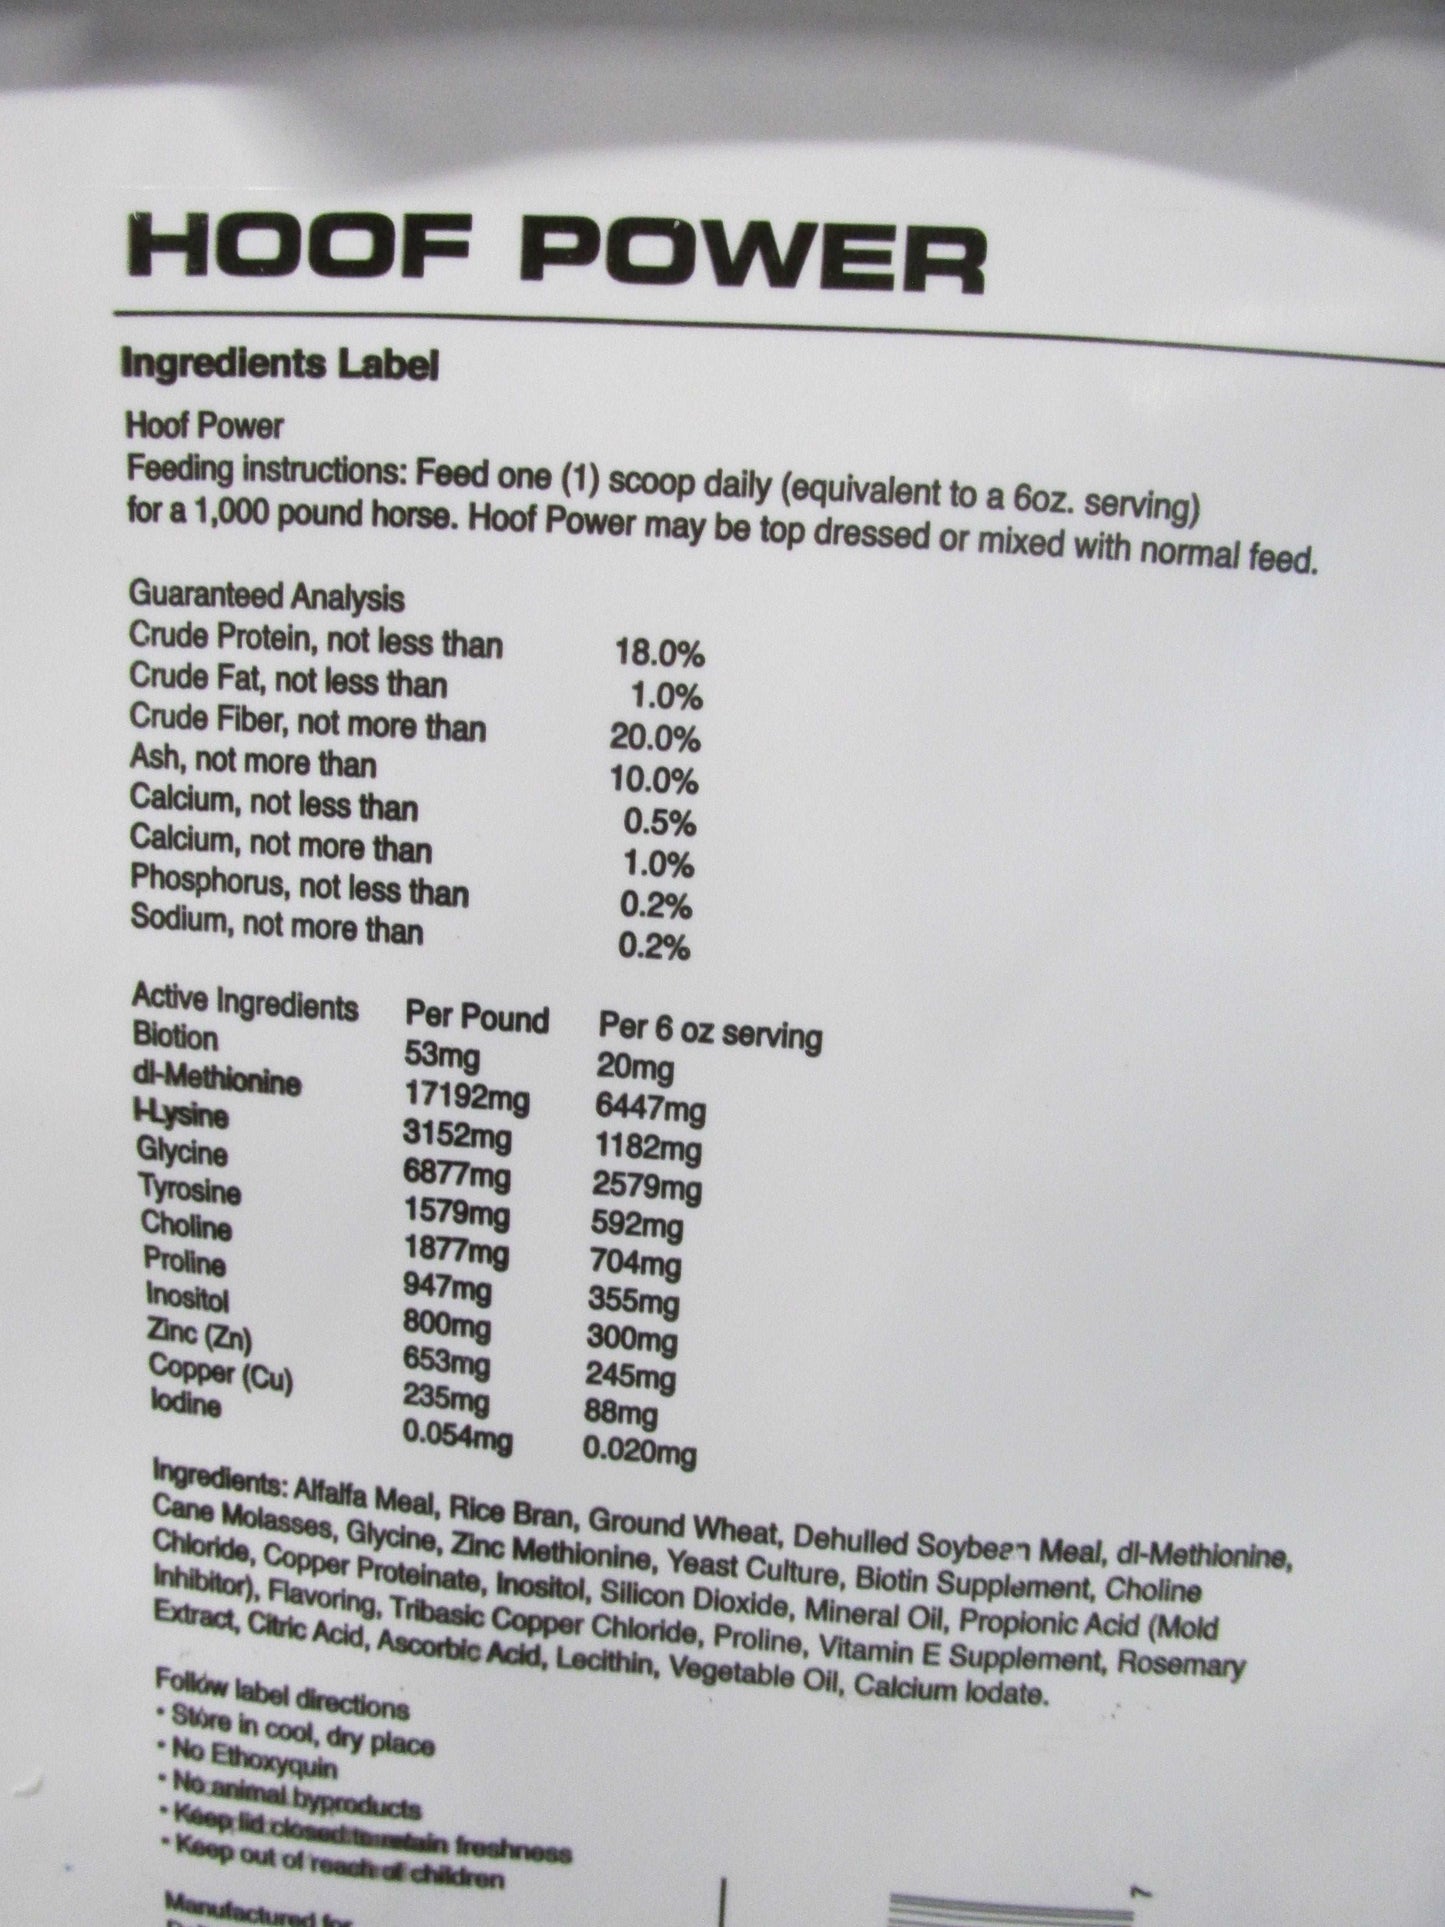 HOOF POWER
Ingredients Label
Hoof Power
Feeding instructions: Feed one (1) scoop daily (equivalent to a 6oz. serving)
for a 1,000 pound horse. Hoof Power may be top dressed or mixed with normal feed.
Guaranteed Analysis
Crude Protein, not less than 18.0%
Crude Fat, not less than 1.0%
Crude Fiber, not more than 20.0%
Ash, not more than 10.0%
Calcium, not less than 0.5%
Calcium, not more than 1.0%
Phosphorus, not less than 0.2%
Sodium, not more than 0.2%
Active Ingredients Per Pound Per 6 oz serving
Biotion 53mg 20mg
dl-Methionine 17192mg 6447mg
l-Lysine 3152mg 1182mg
Glycine 6877mg 2579mg
Tyrosine 1579mg 592mg
Choline 1877mg 704mg
Proline 947mg 355mg
Inositol 800mg 300mg
Zinc (Zn) 653mg 245mg
Copper (Cu) 235mg 88mg
Iodine 0.054mg 0.020mg
Ingredients: Alfalfa Meal, Rice Bran, Ground Wheat, Dehulled Soybean Meal, dl-Methionine,
Cane Molasses, Glycine, Zinc Methionine, Yeast Culture, Biotin Supplement, Choline
Chloride, Copper Proteinate, Inositol, Silicon Dioxide, Mineral Oil, Propionic Acid (Mold
Inhibitor), Flavoring, Tribasic Copper Chloride, Proline, Vitamin E Supplement, Rosemary
Extract, Citric Acid, Ascorbic Acid, Lecithin, Vegetable Oil, Calcium Iodate.
Follow label directions
• Store in cool, dry place
• No Ethoxyquin
• No animal byproducts
• Keep lid closed to retain freshness
• Keep out of reach of children
Manufactured for
7